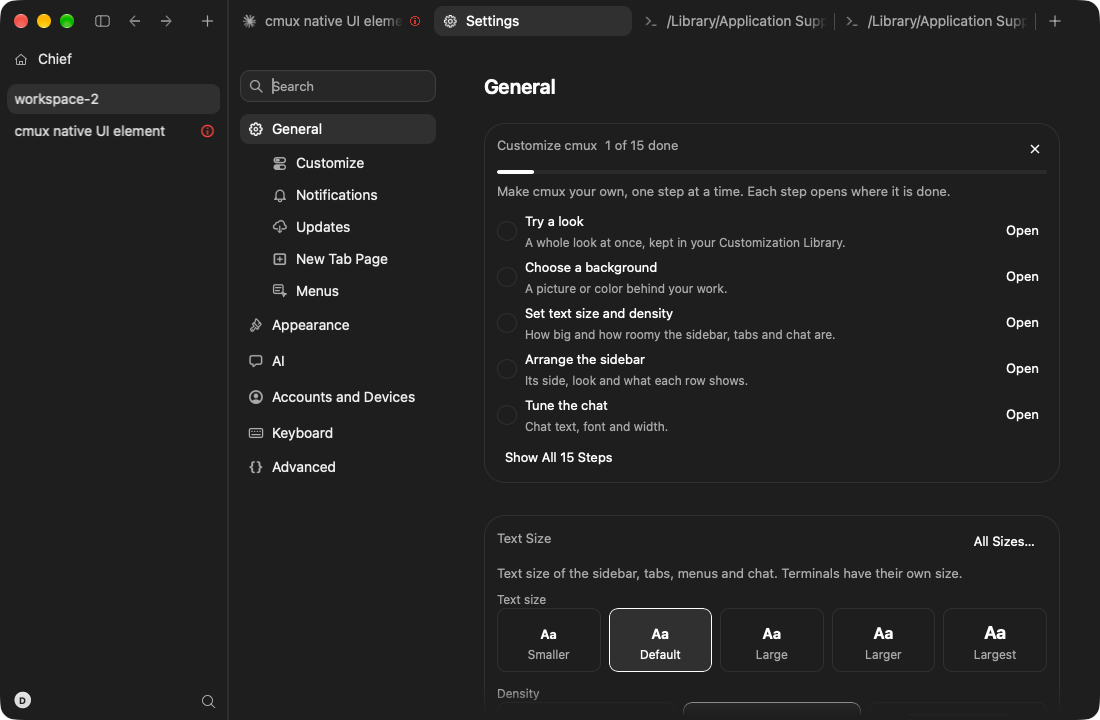 cmux native UI eleme
Settings
/Library/Application Supp
/Library/Application Supp
Chief
workspace-2
cmux native UI element
D
Search
General
Customize
Notifications
Updates
New Tab Page
Menus
Appearance
AI
Accounts and Devices
Keyboard
Advanced
General
Customize cmux 1 of 15 done
Make cmux your own, one step at a time. Each step opens where it is done.
Try a look
A whole look at once, kept in your Customization Library.
Open
Choose a background
A picture or color behind your work.
Open
Set text size and density
How big and how roomy the sidebar, tabs and chat are.
Open
Arrange the sidebar
Its side, look and what each row shows.
Open
Tune the chat
Chat text, font and width.
Open
Show All 15 Steps
Text Size
All Sizes...
Text size of the sidebar, tabs, menus and chat. Terminals have their own size.
Text size
Aa Aa Aa Aa Aa
Smaller Default Large Larger Largest
Density